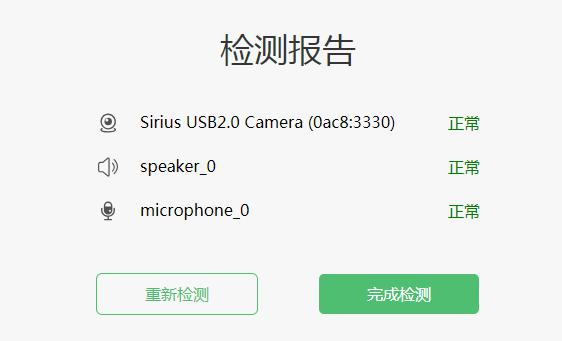 检测报告
Sirius USB2.0 Camera (0ac8:3330) 正常
speaker_0 正常
microphone_0 正常
重新检测 完成检测